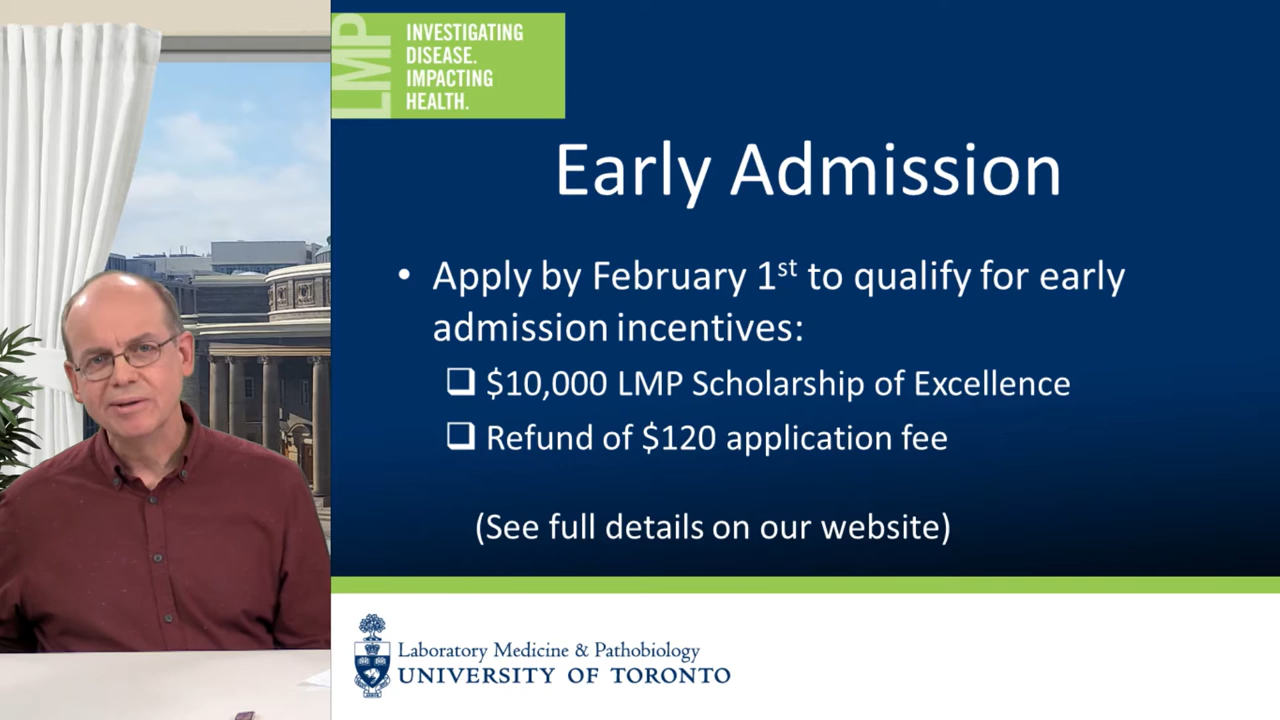 LMP
INVESTIGATING
DISEASE.
IMPACTING
HEALTH.
Early Admission
• Apply by February 1st to qualify for early
admission incentives:
❑ $10,000 LMP Scholarship of Excellence
❑ Refund of $120 application fee
(See full details on our website)
Laboratory Medicine & Pathobiology
UNIVERSITY OF TORONTO